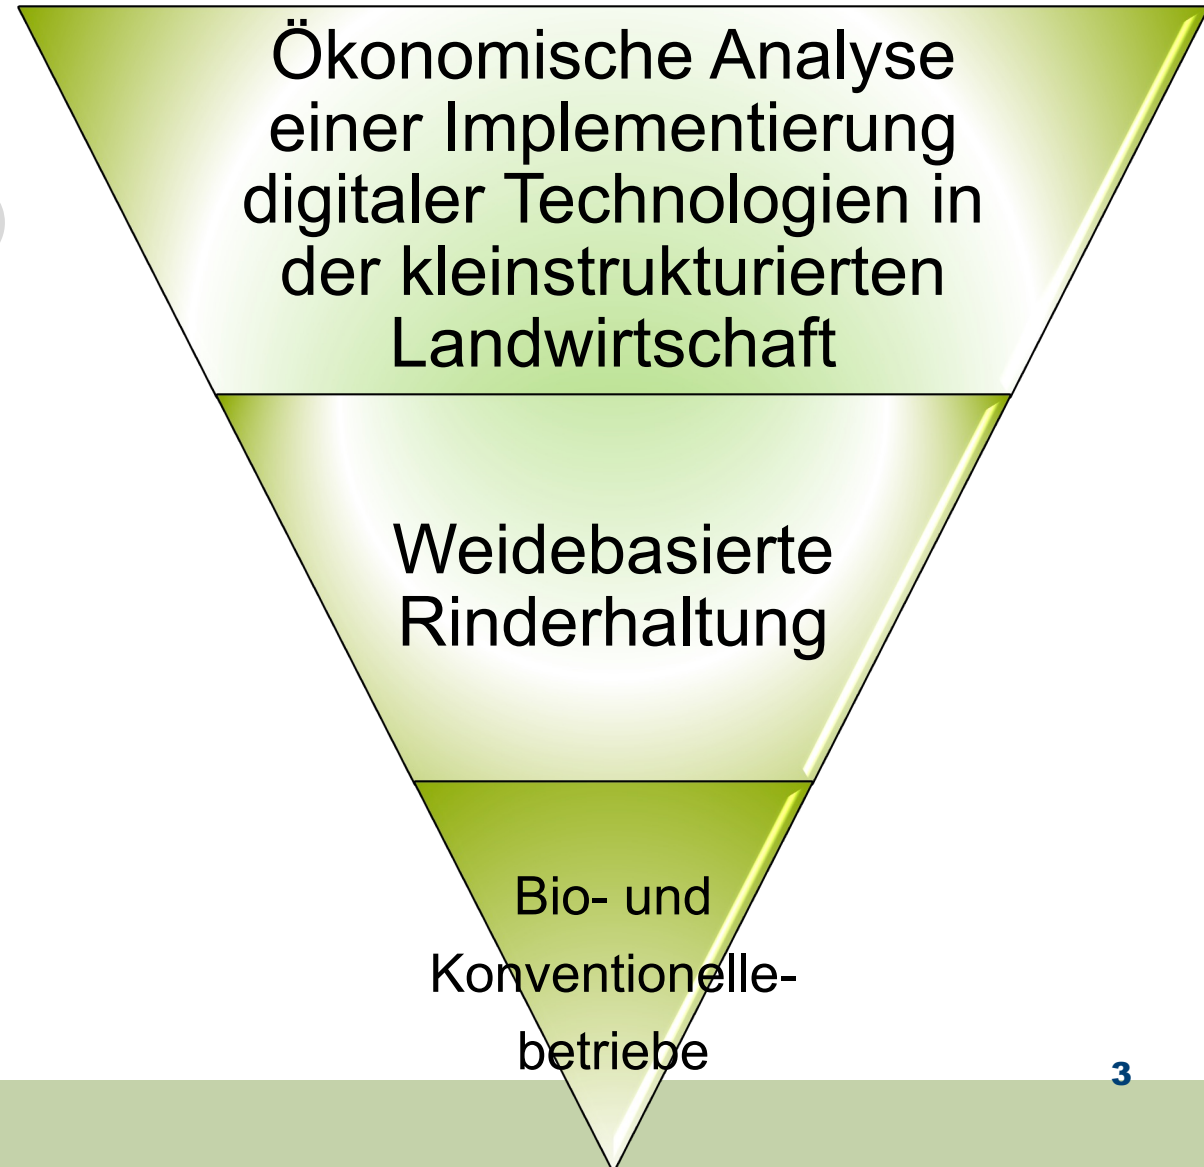 Ökonomische Analyse
einer Implementierung
digitaler Technologien in
der kleinstrukturierten
Landwirtschaft
Weidebasierte
Rinderhaltung
Bio- und
Konventionelle-
betriebe
3